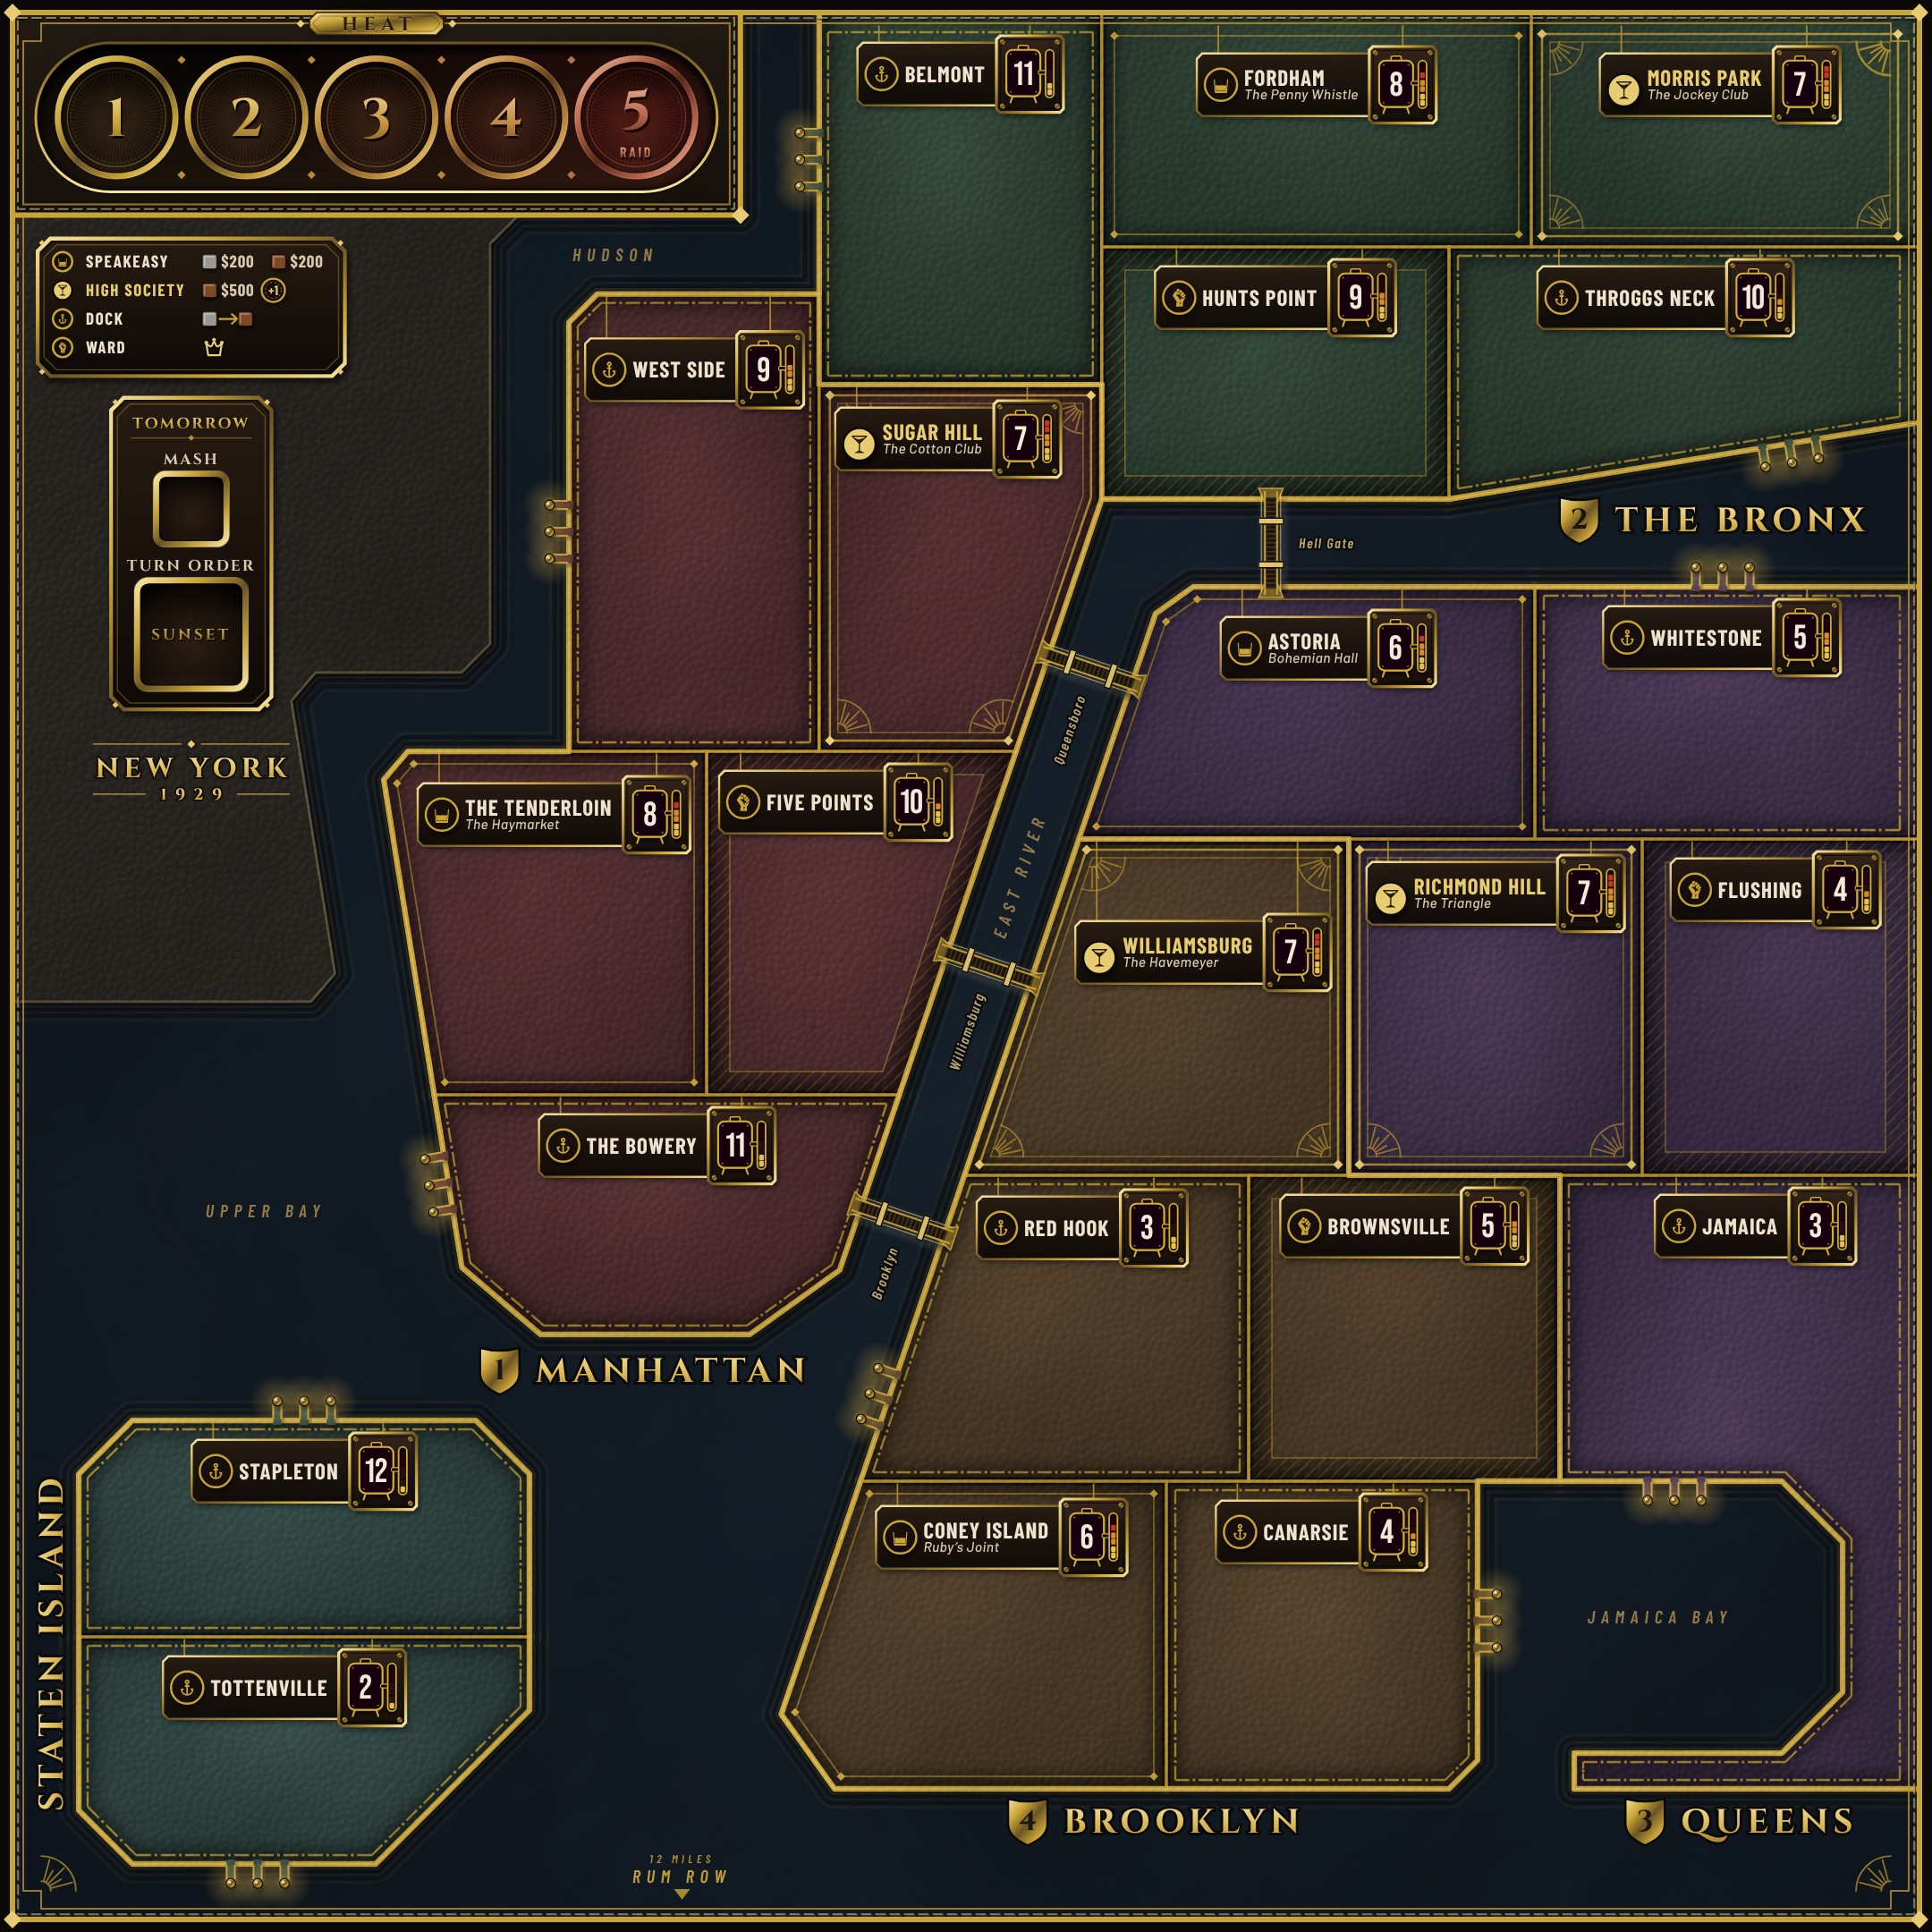 HEAT
1 2 3 4 5
RAID
SPEAKEASY $200 $200
HIGH SOCIETY $500 +1
DOCK
WARD
TOMORROW
MASH
TURN ORDER
SUNSET
NEW YORK
1929
HUDSON
BELMONT 11
FORDHAM 8
The Penny Whistle
MORRIS PARK 7
The Jockey Club
HUNTS POINT 9
THROGGS NECK 10
2 THE BRONX
Hell Gate
WEST SIDE 9
SUGAR HILL 7
The Cotton Club
THE TENDERLOIN 8
The Haymarket
FIVE POINTS 10
THE BOWERY 11
1 MANHATTAN
Queensboro
EAST RIVER
Williamsburg
Brooklyn
ASTORIA 6
Bohemian Hall
WHITESTONE 5
WILLIAMSBURG 7
The Havemeyer
RICHMOND HILL 7
The Triangle
FLUSHING 4
RED HOOK 3
BROWNSVILLE 5
JAMAICA 3
CONEY ISLAND 6
Ruby's Joint
CANARSIE 4
JAMAICA BAY
4 BROOKLYN
3 QUEENS
UPPER BAY
STATEN ISLAND
STAPLETON 12
TOTTENVILLE 2
12 MILES
RUM ROW